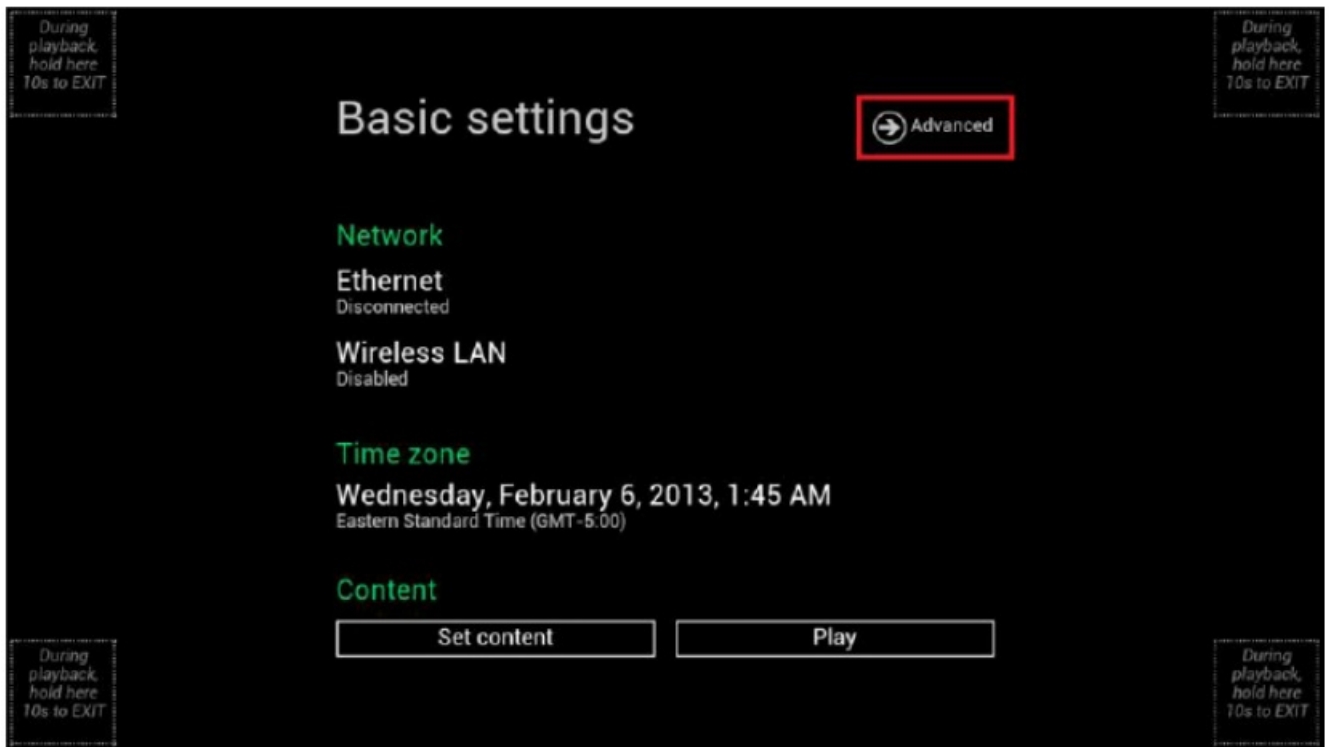 During
playback,
hold here
10s to EXIT
During
playback,
hold here
10s to EXIT
Basic settings
Advanced
Network
Ethernet
Disconnected
Wireless LAN
Disabled
Time zone
Wednesday, February 6, 2013, 1:45 AM
Eastern Standard Time (GMT-5:00)
Content
Set content
Play
During
playback,
hold here
10s to EXIT
During
playback,
hold here
10s to EXIT